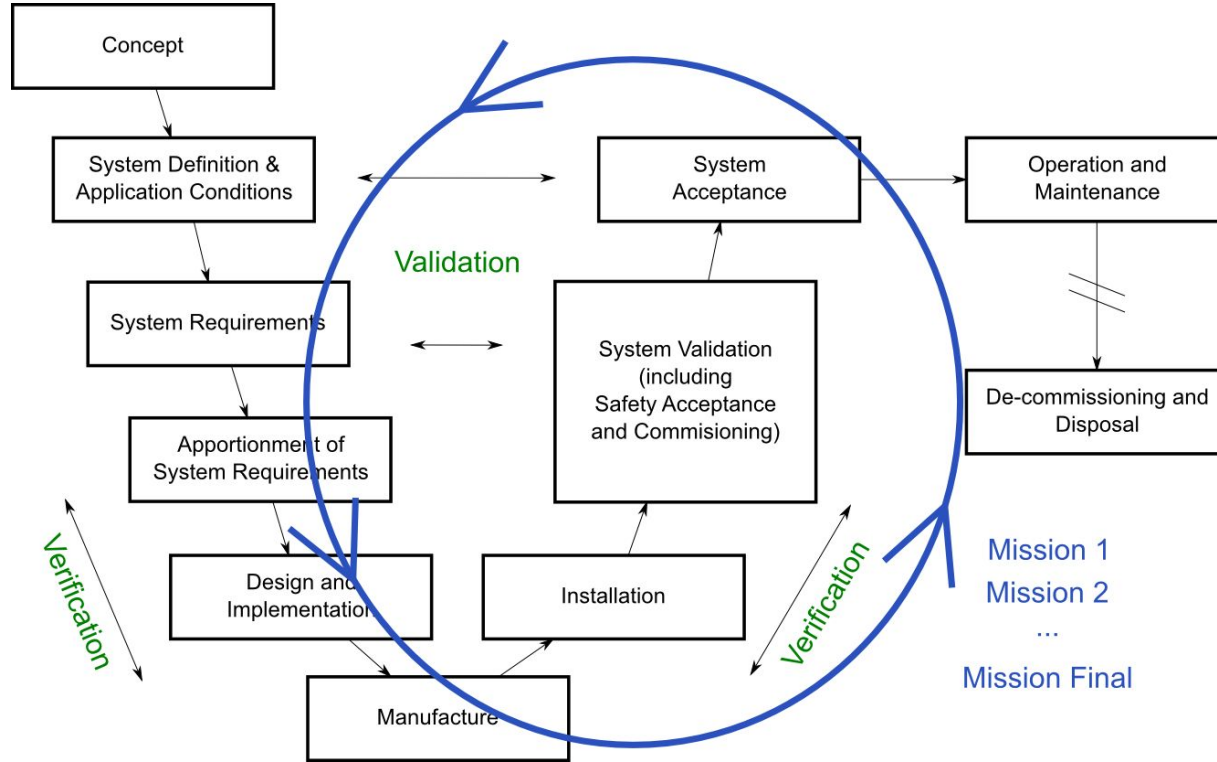 Concept
System Definition &
Application Conditions
System
Acceptance
Operation and
Maintenance
Validation
System Requirements
System Validation
(including
Safety Acceptance
and Commisioning)
De-commissioning and
Disposal
Apportionment of
System Requirements
Verification
Design and
Implementation
Installation
Verification
Mission 1
Mission 2
...
Mission Final
Manufacture